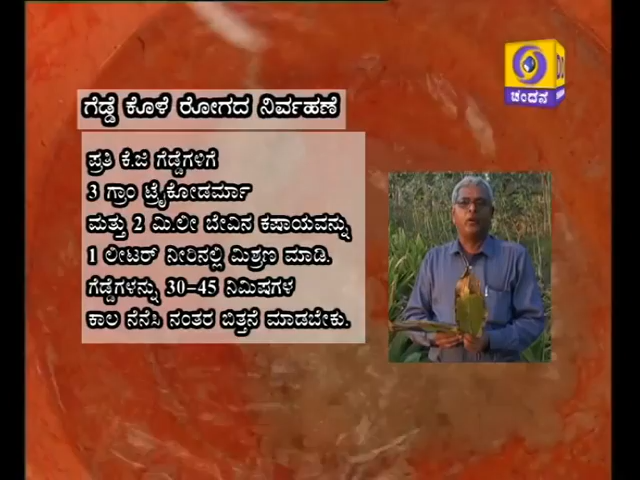 ಚಂದನ
ಗೆಡ್ಡೆ ಕೊಳೆ ರೋಗದ ನಿರ್ವಹಣೆ
ಪ್ರತಿ ಕೆ.ಜಿ ಗೆಡ್ಡೆಗಳಿಗೆ
3 ಗ್ರಾಂ ಟ್ರೈಕೋಡರ್ಮಾ
ಮತ್ತು 2 ಮಿ.ಲೀ ಬೇವಿನ ಕಷಾಯವನ್ನು
1 ಲೀಟರ್ ನೀರಿನಲ್ಲಿ ಮಿಶ್ರಣ ಮಾಡಿ.
ಗೆಡ್ಡೆಗಳನ್ನು 30-45 ನಿಮಿಷಗಳ
ಕಾಲ ನೆನೆಸಿ ನಂತರ ಬಿತ್ತನೆ ಮಾಡಬೇಕು.